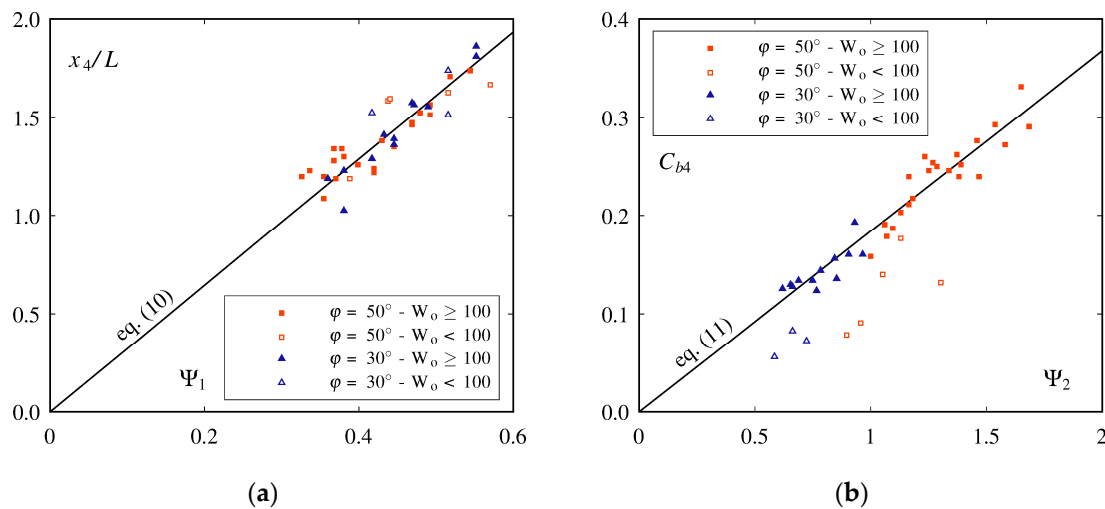 2.0
x₄/L
1.5
1.0
0.5
0.0
eq. (10)
Ψ₁
φ = 50° - Wₒ ≥ 100
φ = 50° - Wₒ < 100
φ = 30° - Wₒ ≥ 100
φ = 30° - Wₒ < 100
0 0.2 0.4 0.6
(a)
0.4
φ = 50° - Wₒ ≥ 100
φ = 50° - Wₒ < 100
φ = 30° - Wₒ ≥ 100
φ = 30° - Wₒ < 100
0.3
C_b4
0.2
0.1
0.0
eq. (11)
Ψ₂
0 0.5 1 1.5 2
(b)